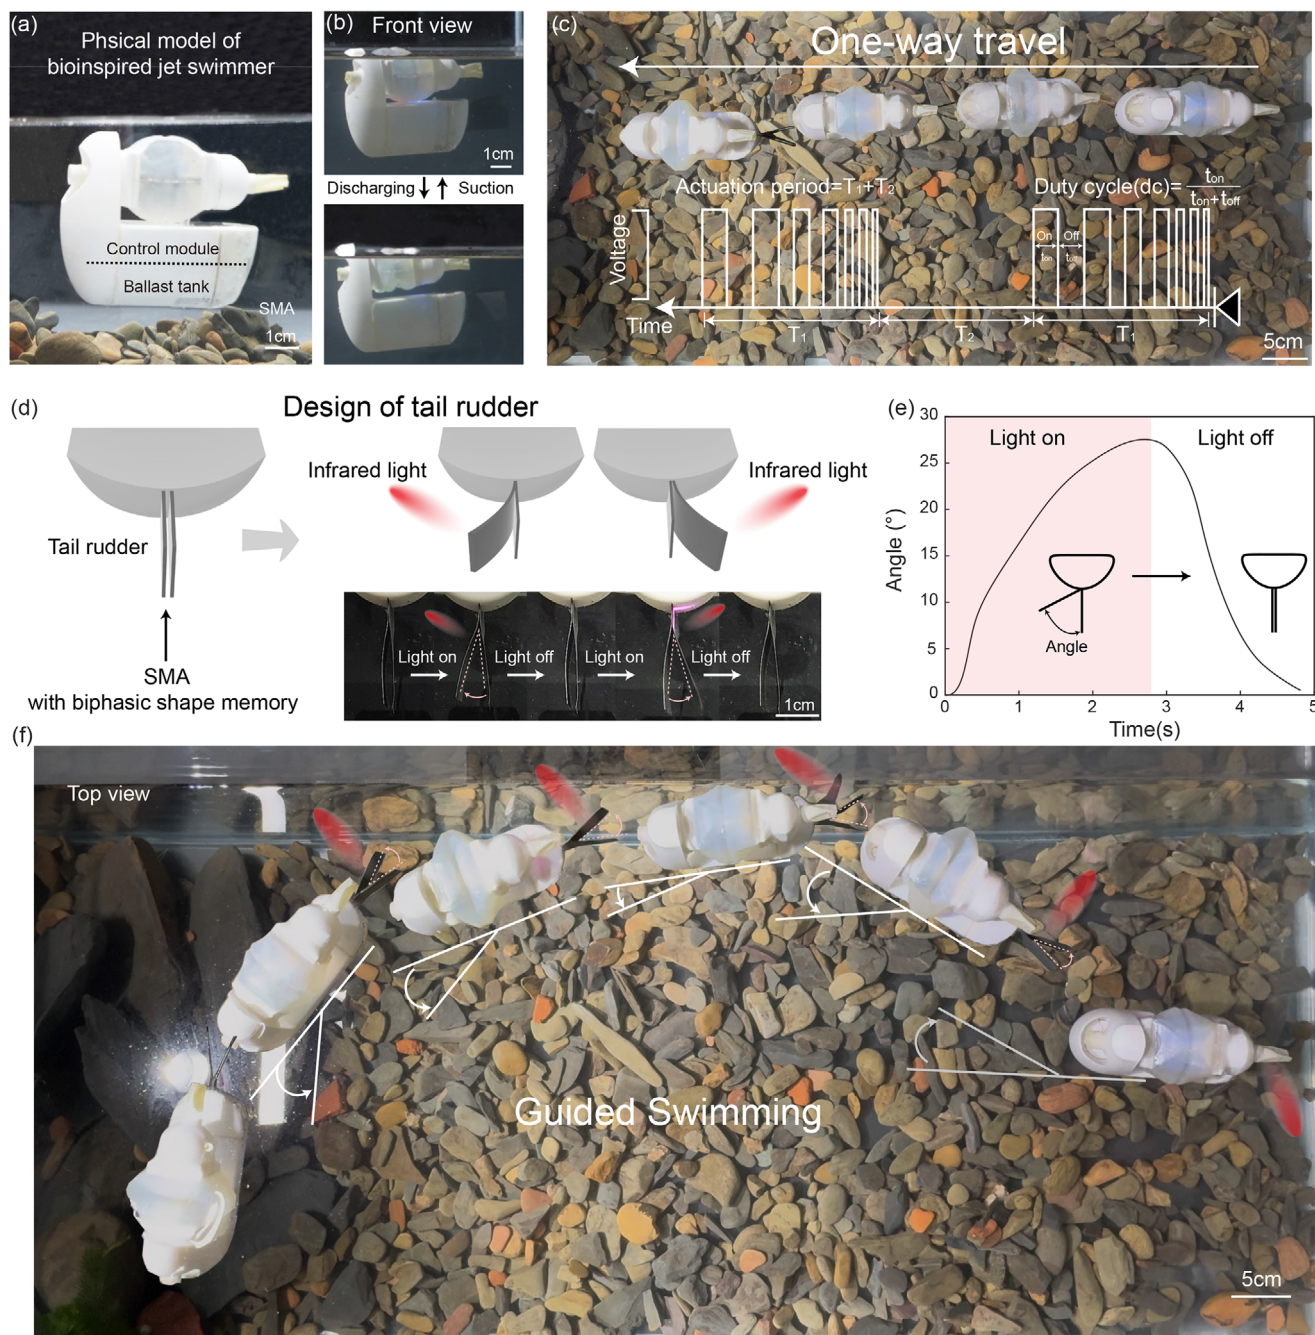 (a)
Phsical model of
bioinspired jet swimmer
Control module
Ballast tank
SMA
1cm
(b)
Front view
1cm
Discharging
Suction
(c)
One-way travel
Actuation period=T1+T2
Duty cycle(dc)= ton
ton+toff
Voltage
On
Off
ton
toff
Time
T1
T2
T1
5cm
(d)
Design of tail rudder
Infrared light
Infrared light
Tail rudder
SMA
with biphasic shape memory
Light on
Light off
Light on
Light off
1cm
(e)
Light on
Light off
Angle (°)
30
25
20
15
10
5
0
Angle
0
1
2
3
4
5
Time(s)
(f)
Top view
Guided Swimming
5cm